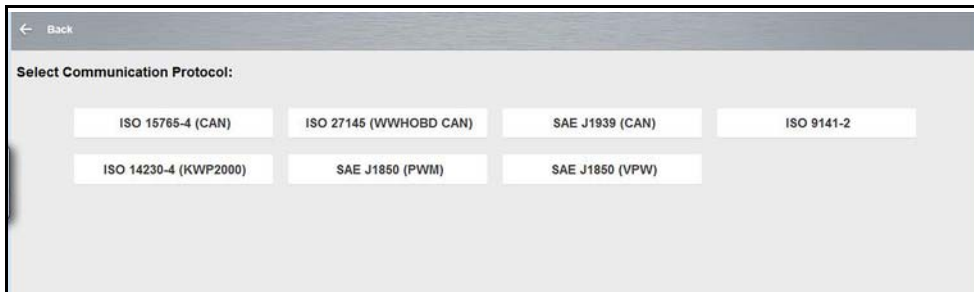 Back
Select Communication Protocol:
ISO 15765-4 (CAN) ISO 27145 (WWHOBD CAN) SAE J1939 (CAN) ISO 9141-2
ISO 14230-4 (KWP2000) SAE J1850 (PWM) SAE J1850 (VPW)